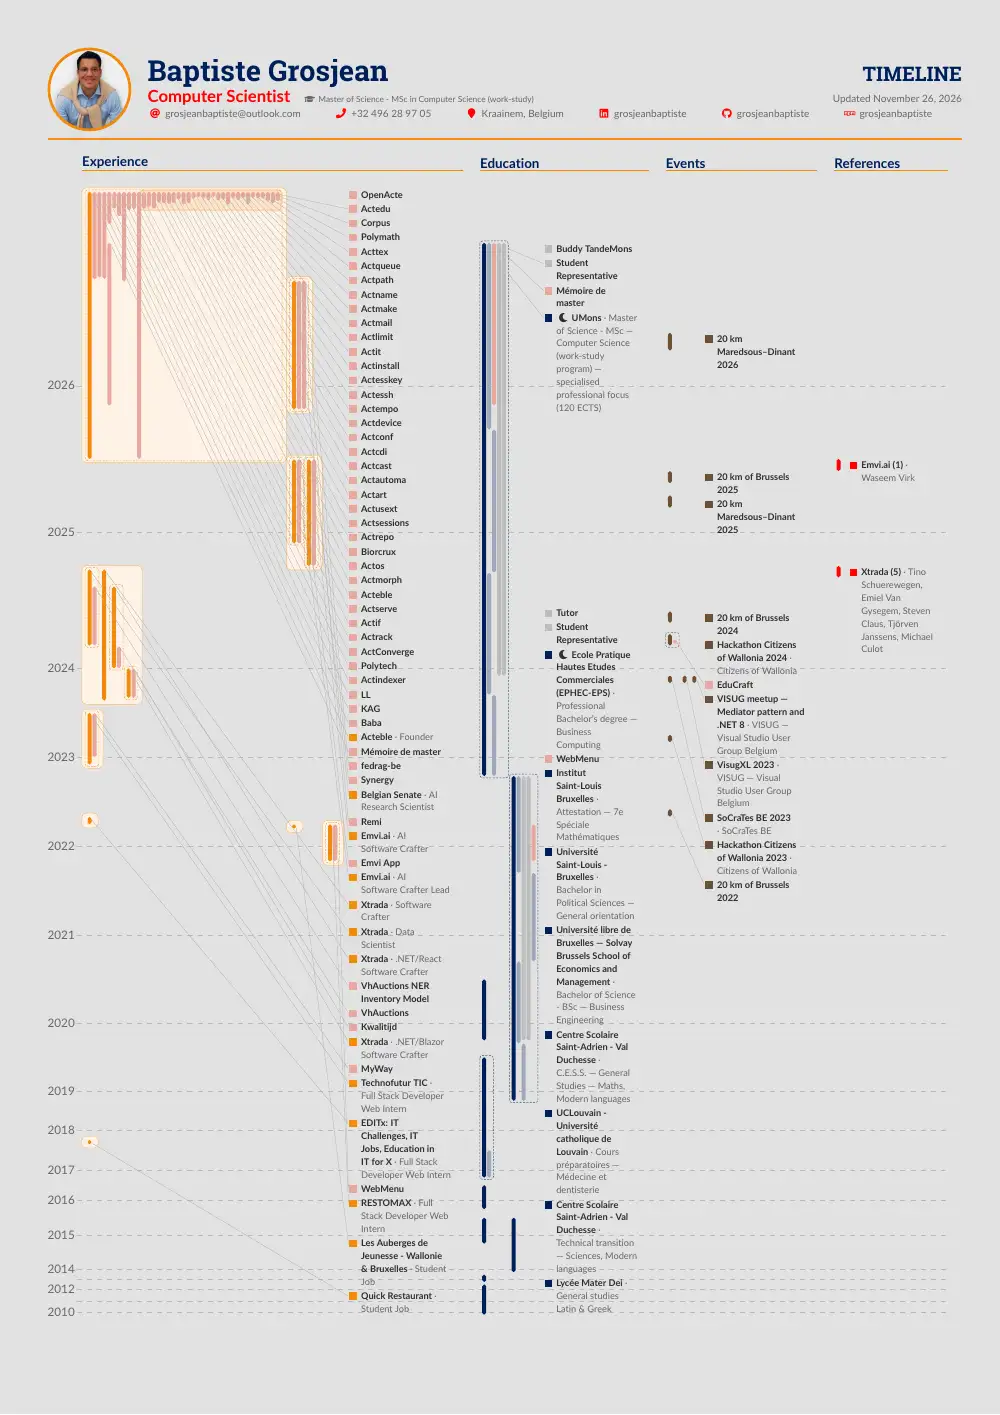 Baptiste Grosjean
TIMELINE
Computer Scientist
Master of Science - MSc in Computer Science (work-study)
Updated November 26, 2026
grosjeanbaptiste@outlook.com
+32 496 28 97 05
Kraainem, Belgium
grosjeanbaptiste
grosjeanbaptiste
grosjeanbaptiste
Experience
Education
Events
References
2026
2025
2024
2023
2022
2021
2020
2019
2018
2017
2016
2015
2014
2012
2010
OpenActe
Actedu
Corpus
Polymath
Acttex
Actqueue
Actpath
Actname
Actmake
Actmail
Actlimit
Actit
Actinstall
Actesskey
Actessh
Actempo
Actdevice
Actconf
Actcdi
Actcast
Actautoma
Actart
Actusext
Actsessions
Actrepo
Biorcrux
Actos
Actmorph
Acteble
Actserve
Actif
Actrack
ActConverge
Polytech
Actindexer
LL
KAG
Baba
Acteble · Founder
Mémoire de master
fedrag-be
Synergy
Belgian Senate · AI
Research Scientist
Remi
Emvi.ai · AI
Software Crafter
Emvi App
Emvi.ai · AI
Software Crafter Lead
Xtrada · Software
Crafter
Xtrada · Data
Scientist
Xtrada · .NET/React
Software Crafter
VhAuctions NER
Inventory Model
VhAuctions
Kwalitijd
Xtrada · .NET/Blazor
Software Crafter
MyWay
Technofutur TIC ·
Full Stack Developer
Web Intern
EDITx: IT
Challenges, IT
Jobs, Education in
IT for X · Full Stack
Developer Web Intern
WebMenu
RESTOMAX · Full
Stack Developer Web
Intern
Les Auberges de
Jeunesse - Wallonie
& Bruxelles · Student
Job
Quick Restaurant ·
Student Job
Buddy TandeMons
Student
Representative
Mémoire de
master
UMons · Master
of Science - MSc —
Computer Science
(work-study
program) —
specialised
professional focus
(120 ECTS)
Tutor
Student
Representative
Ecole Pratique
Hautes Etudes
Commerciales
(EPHEC-EPS) ·
Professional
Bachelor's degree —
Business
Computing
WebMenu
Institut
Saint-Louis
Bruxelles ·
Attestation — 7e
Spéciale
Mathématiques
Université
Saint-Louis -
Bruxelles ·
Bachelor in
Political Sciences —
General orientation
Université libre de
Bruxelles — Solvay
Brussels School of
Economics and
Management ·
Bachelor of Science
- BSc — Business
Engineering
Centre Scolaire
Saint-Adrien - Val
Duchesse ·
C.E.S.S. — General
Studies — Maths,
Modern languages
UCLouvain -
Université
catholique de
Louvain · Cours
préparatoires —
Médecine et
dentisterie
Centre Scolaire
Saint-Adrien - Val
Duchesse ·
Technical transition
— Sciences, Modern
languages
Lycée Mater Dei ·
General studies
Latin & Greek
20 km
Maredsous–Dinant
2026
20 km of Brussels
2025
20 km
Maredsous–Dinant
2025
20 km of Brussels
2024
Hackathon Citizens
of Wallonia 2024 ·
Citizens of Wallonia
EduCraft
VISUG meetup —
Mediator pattern and
.NET 8 · VISUG —
Visual Studio User
Group Belgium
VisugXL 2023 ·
VISUG — Visual
Studio User Group
Belgium
SoCraTes BE 2023
· SoCraTes BE
Hackathon Citizens
of Wallonia 2023 ·
Citizens of Wallonia
20 km of Brussels
2022
Emvi.ai (1) ·
Waseem Virk
Xtrada (5) · Tino
Schuerewegen,
Emiel Van
Gysegem, Steven
Claus, Tjörven
Janssens, Michael
Culot